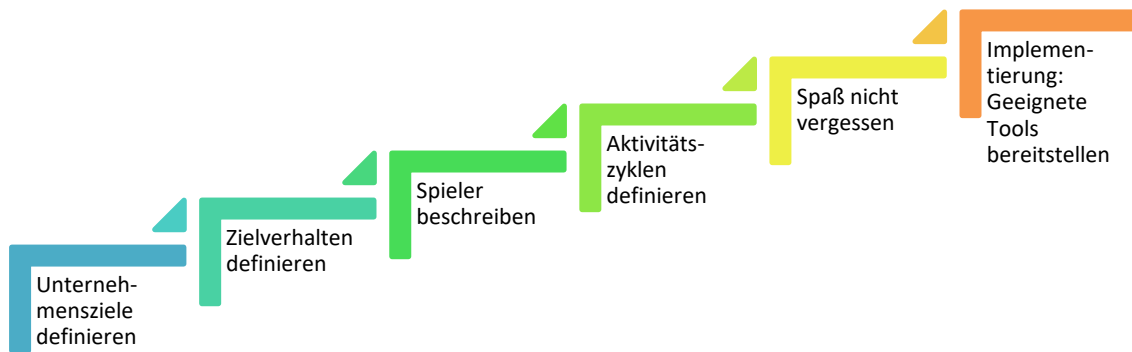 Unterneh-
mensziele
definieren
Zielverhalten
definieren
Spieler
beschreiben
Aktivitäts-
zyklen
definieren
Spaß nicht
vergessen
Implemen-
tierung:
Geeignete
Tools
bereitstellen